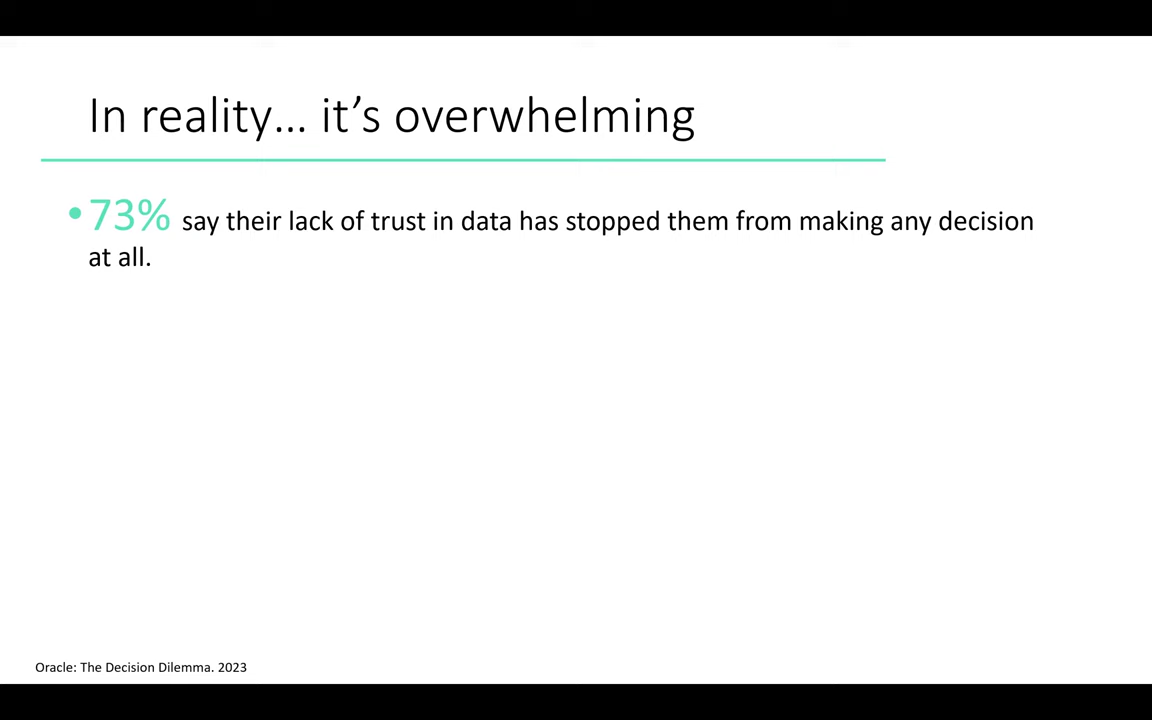 In reality… it’s overwhelming
•73% say their lack of trust in data has stopped them from making any decision
at all.
Oracle: The Decision Dilemma. 2023